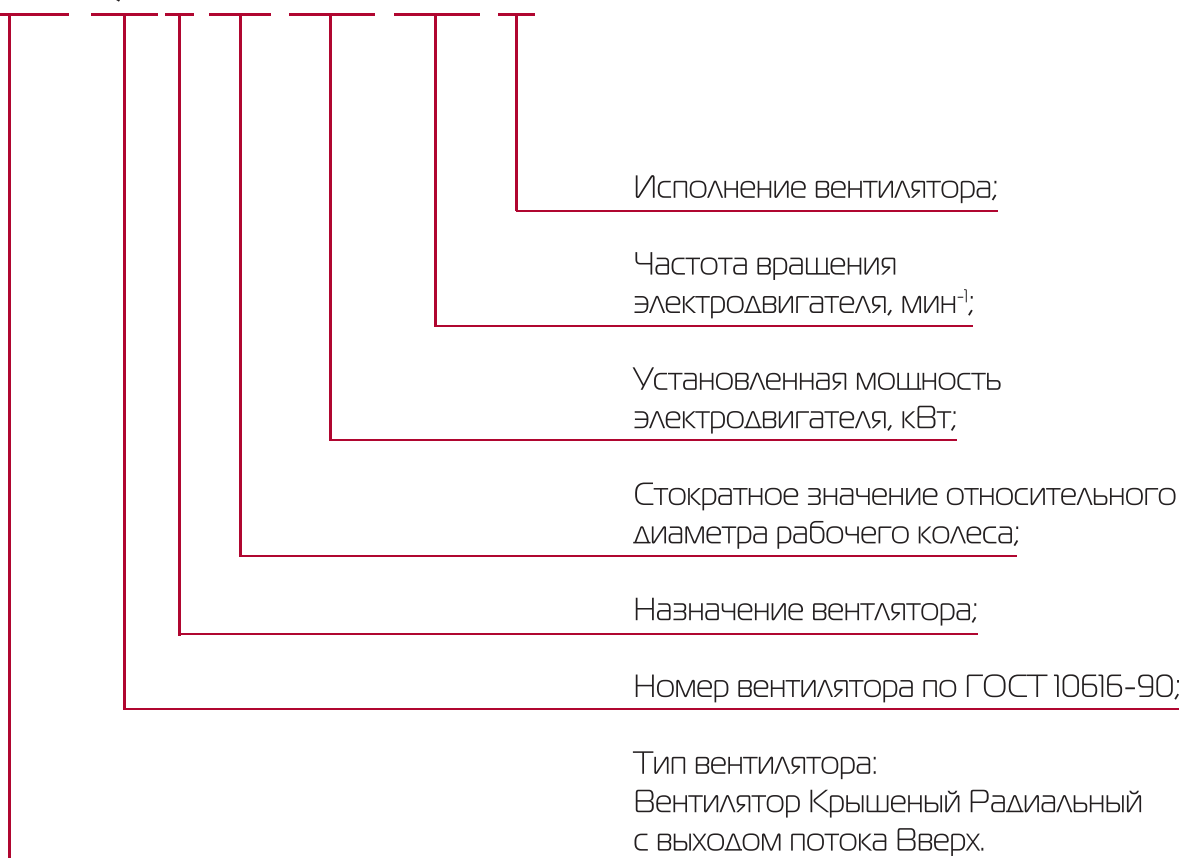 Исполнение вентилятора;
Частота вращения
электродвигателя, мин⁻¹;
Установленная мощность
электродвигателя, кВт;
Стократное значение относительного
диаметра рабочего колеса;
Назначение вентлятора;
Номер вентилятора по ГОСТ 10616-90;
Тип вентилятора:
Вентилятор Крышеный Радиальный
с выходом потока Вверх.